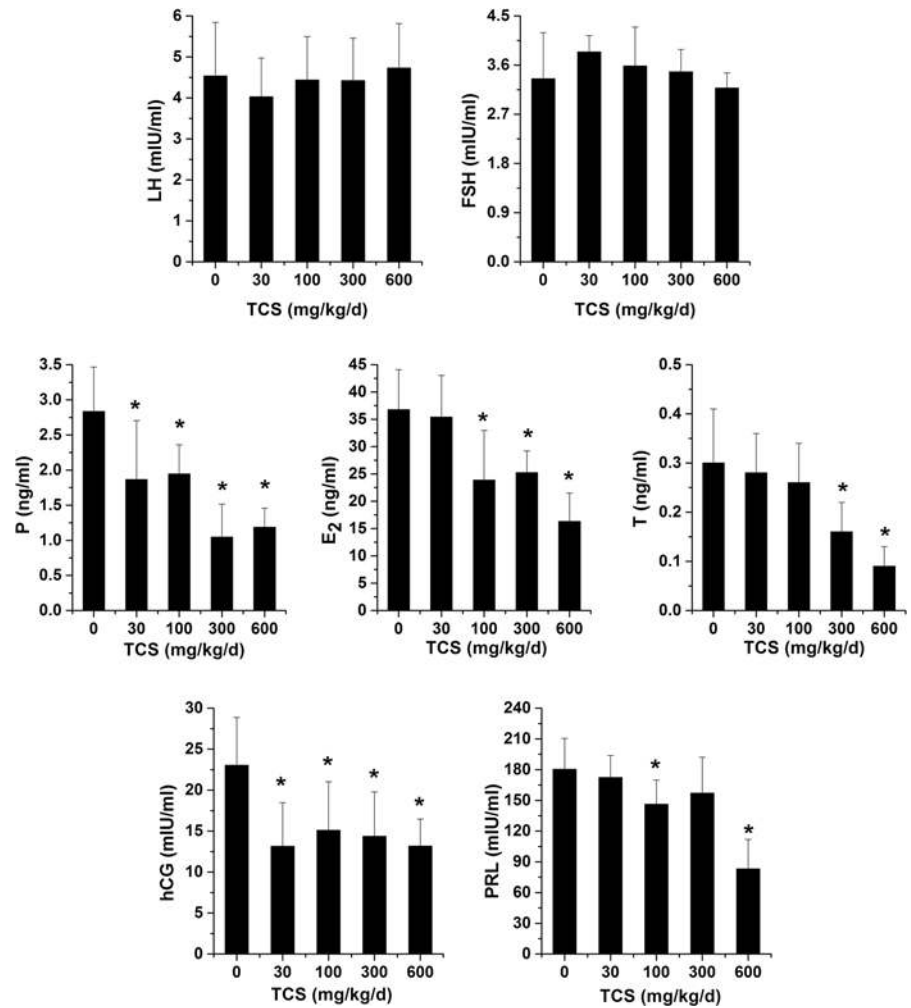 LH (mIU/ml)
6
5
4
3
2
1
0
0 30 100 300 600
TCS (mg/kg/d)
FSH (mIU/ml)
4.5
3.6
2.7
1.8
0.9
0.0
0 30 100 300 600
TCS (mg/kg/d)
P (ng/ml)
3.5
3.0
2.5
2.0
1.5
1.0
0.5
0.0
* * * *
0 30 100 300 600
TCS (mg/kg/d)
E2 (ng/ml)
45
40
35
30
25
20
15
10
5
0
* * *
0 30 100 300 600
TCS (mg/kg/d)
T (ng/ml)
0.5
0.4
0.3
0.2
0.1
0.0
* *
0 30 100 300 600
TCS (mg/kg/d)
hCG (mIU/ml)
30
25
20
15
10
5
0
* * * *
0 30 100 300 600
TCS (mg/kg/d)
PRL (mIU/ml)
240
210
180
150
120
90
60
30
0
* *
0 30 100 300 600
TCS (mg/kg/d)